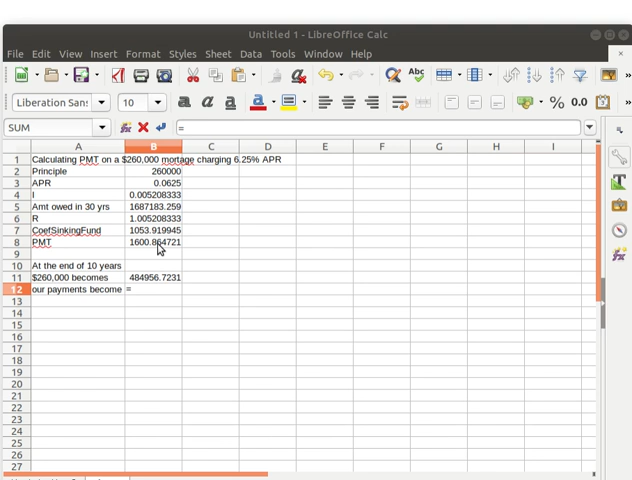 Untitled 1 - LibreOffice Calc
File Edit View Insert Format Styles Sheet Data Tools Window Help
Liberation Sans 10 a a a a % 0.0
SUM =
A B C D E F G H I
1 Calculating PMT on a $260,000 mortage charging 6.25% APR
2 Principle 260000
3 APR 0.0625
4 I 0.005208333
5 Amt owed in 30 yrs 1687183.259
6 R 1.005208333
7 CoefSinkingFund 1053.919945
8 PMT 1600.864721
9
10 At the end of 10 years
11 $260,000 becomes 484956.7231
12 our payments become =
13
14
15
16
17
18
19
20
21
22
23
24
25
26
27